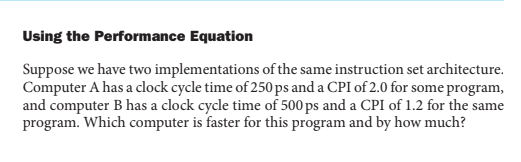 Using the Performance Equation
Suppose we have two implementations of the same instruction set architecture.
Computer A has a clock cycle time of 250 ps and a CPI of 2.0 for some program,
and computer B has a clock cycle time of 500 ps and a CPI of 1.2 for the same
program. Which computer is faster for this program and by how much?